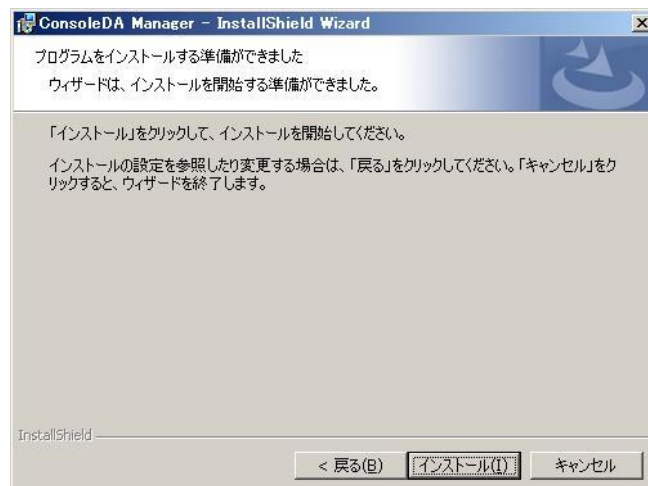 ConsoleDA Manager - InstallShield Wizard
プログラムをインストールする準備ができました
ウィザードは、インストールを開始する準備ができました。
「インストール」をクリックして、インストールを開始してください。
インストールの設定を参照したり変更する場合は、「戻る」をクリックしてください。「キャンセル」をク
リックすると、ウィザードを終了します。
InstallShield
< 戻る(B) インストール(I) キャンセル